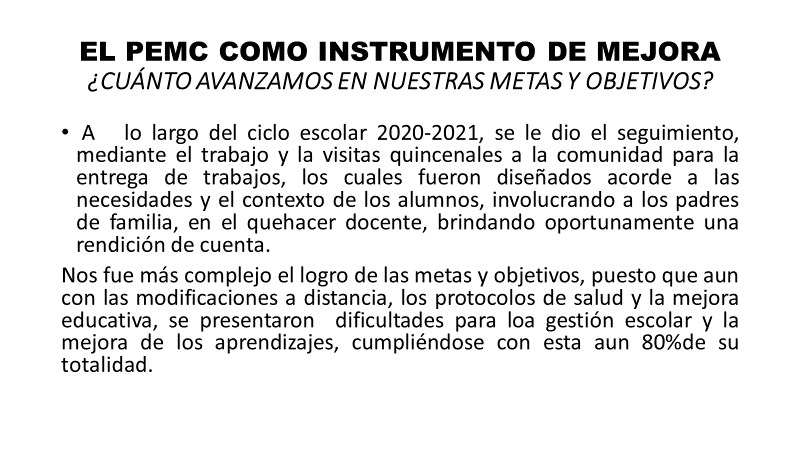 EL PEMC COMO INSTRUMENTO DE MEJORA
¿CUÁNTO AVANZAMOS EN NUESTRAS METAS Y OBJETIVOS?
• A lo largo del ciclo escolar 2020-2021, se le dio el seguimiento,
mediante el trabajo y la visitas quincenales a la comunidad para la
entrega de trabajos, los cuales fueron diseñados acorde a las
necesidades y el contexto de los alumnos, involucrando a los padres
de familia, en el quehacer docente, brindando oportunamente una
rendición de cuenta.
Nos fue más complejo el logro de las metas y objetivos, puesto que aun
con las modificaciones a distancia, los protocolos de salud y la mejora
educativa, se presentaron dificultades para loa gestión escolar y la
mejora de los aprendizajes, cumpliéndose con esta aun 80%de su
totalidad.